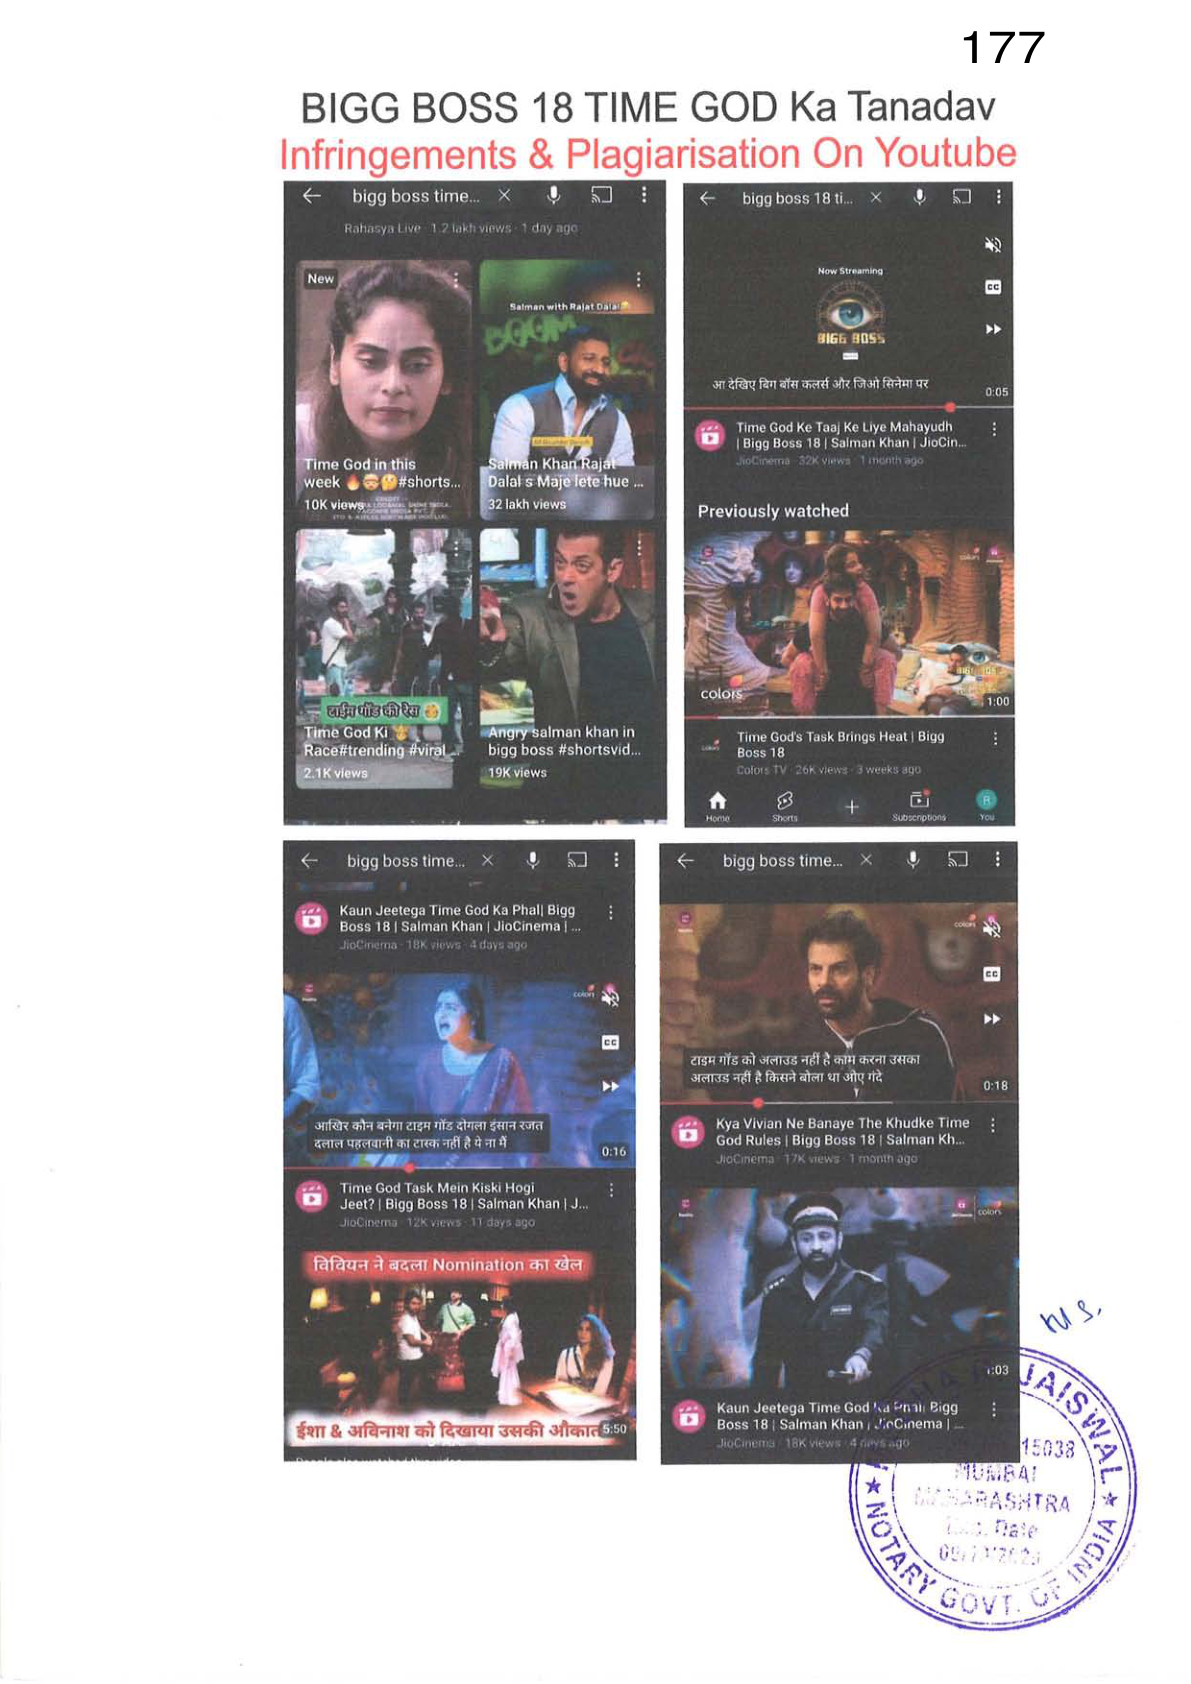 177
BIGG BOSS 18 TIME GOD Ka Tanadav
Infringements & Plagiarisation On Youtube
bigg boss time...
Rahasya Live · 1.2 lakh views · 1 day ago
New
Time God in this
week 🔥 #shorts...
10K views
Salman with Rajat Dalal
BOOM
Salman Khan Rajat
Dalal s Maje lete hue ...
32 lakh views
टाईम गॉड की रेस
Time God Ki
Race#trending #viral ...
2.1K views
Angry salman khan in
bigg boss #shortsvid...
19K views
bigg boss 18 ti...
Now Streaming
BIGG BOSS
CC
आ देखिए बिग बॉस कलर्स और जिओ सिनेमा पर
0:05
Time God Ke Taaj Ke Liye Mahayudh
| Bigg Boss 18 | Salman Khan | JioCin...
JioCinema · 32K views · 1 month ago
Previously watched
colors
colors
1:00
Time God's Task Brings Heat | Bigg
Boss 18
Colors TV · 26K views · 3 weeks ago
Home
Shorts
Subscriptions
R
You
bigg boss time...
Kaun Jeetega Time God Ka Phal| Bigg
Boss 18 | Salman Khan | JioCinema | ...
JioCinema · 18K views · 4 days ago
colors
CC
आखिर कौन बनेगा टाइम गॉड दोगला इंसान रजत
दलाल पहलवानी का टास्क नहीं है ये ना मैं
0:16
Time God Task Mein Kiski Hogi
Jeet? | Bigg Boss 18 | Salman Khan | J...
JioCinema · 12K views · 11 days ago
विवियन ने बदला Nomination का खेल
ईशा & अविनाश को दिखाया उसकी औकात
5:50
bigg boss time...
colors
CC
टाइम गॉड को अलाउड नहीं है काम करना उसका
अलाउड नहीं है किसने बोला था ओए गंदे
0:18
Kya Vivian Ne Banaye The Khudke Time
God Rules | Bigg Boss 18 | Salman Kh...
JioCinema · 17K views · 1 month ago
colors
1:03
Kaun Jeetega Time God Ka Phal| Bigg
Boss 18 | Salman Khan | JioCinema | ...
JioCinema · 18K views · 4 days ago
JAISWAL
15038
MUMBAI
MAHARASHTRA
Exp. Date
NOTARY GOVT. OF INDIA